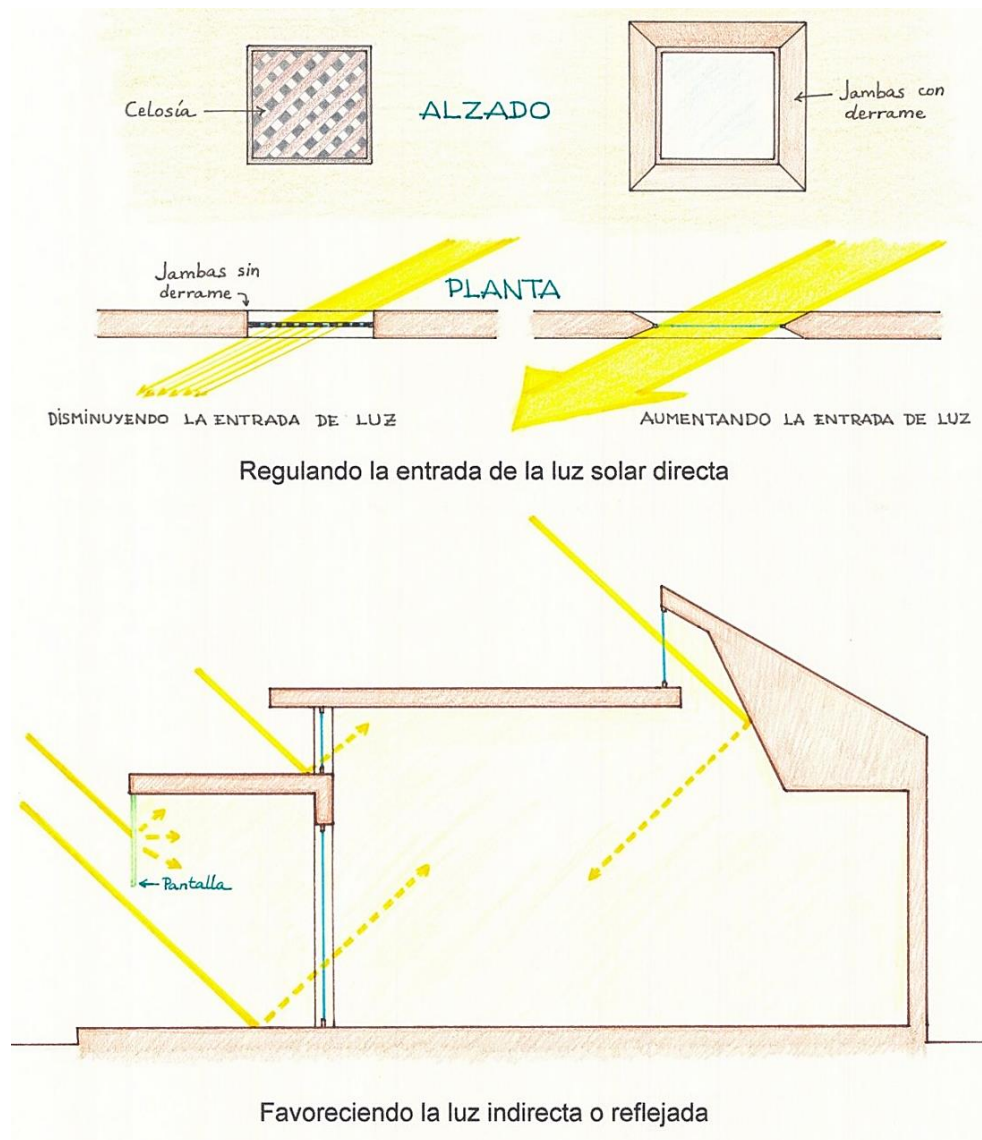 Celosía
ALZADO
Jambas con
derrame
Jambas sin
derrame
PLANTA
DISMINUYENDO LA ENTRADA DE LUZ
AUMENTANDO LA ENTRADA DE LUZ
Regulando la entrada de la luz solar directa
Pantalla
Favoreciendo la luz indirecta o reflejada